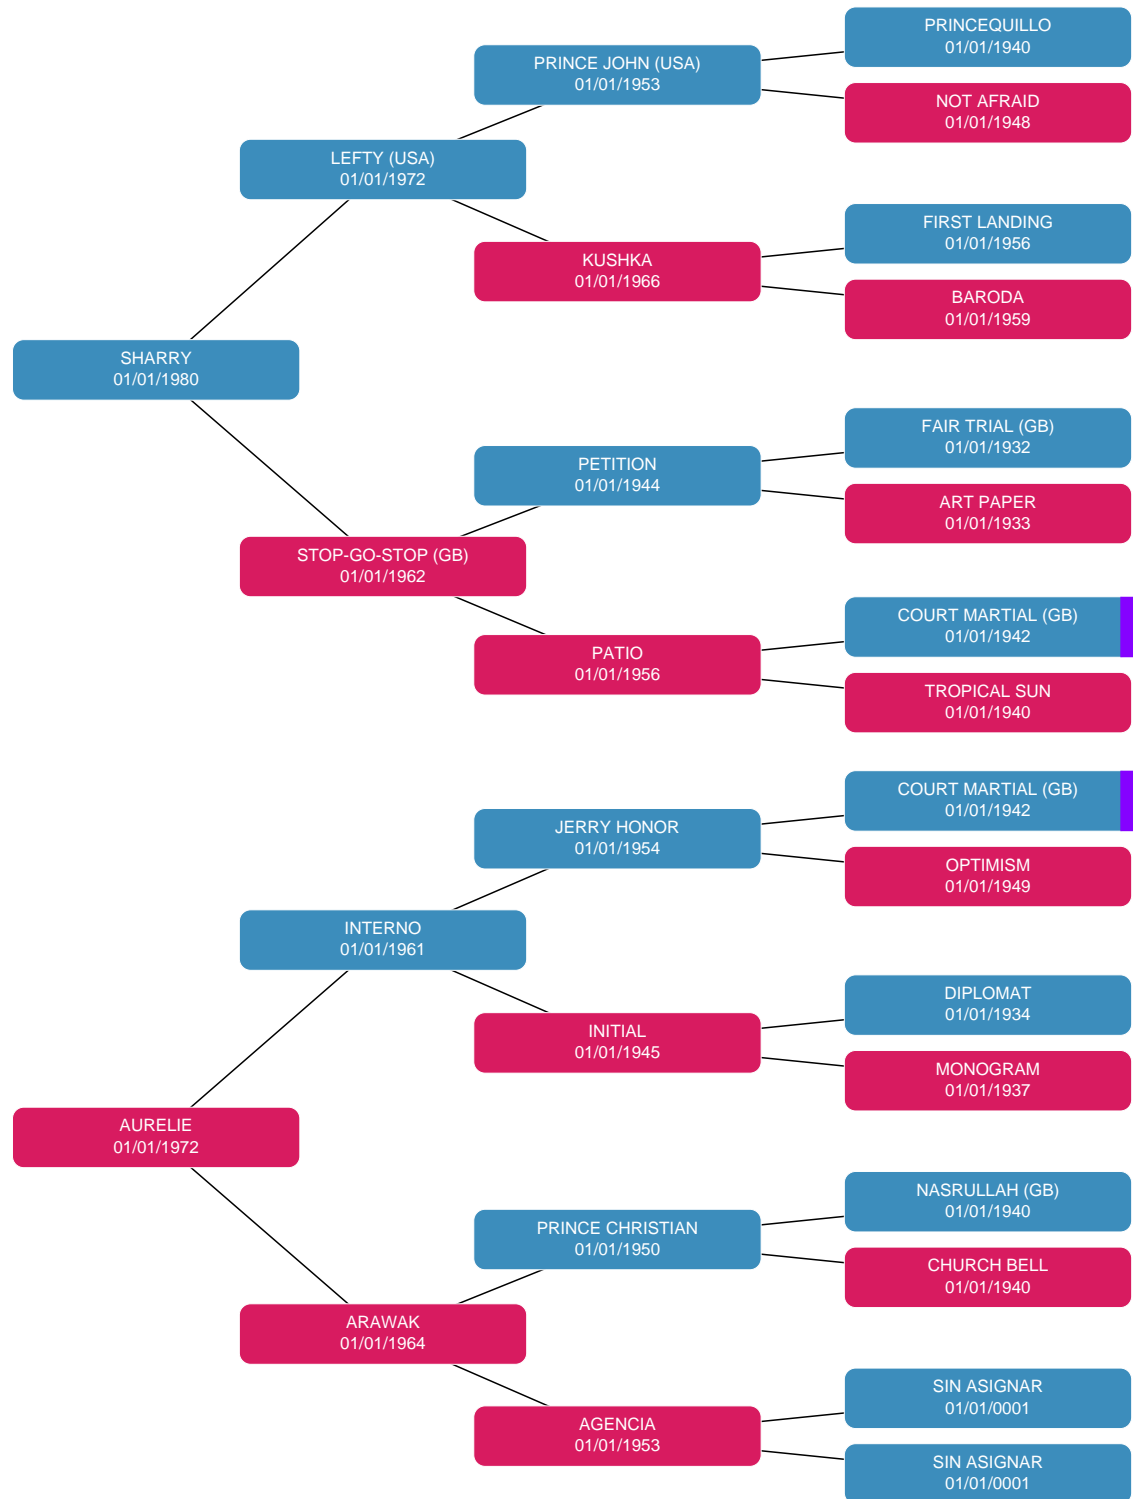 PRINCEQUILLO
01/01/1940
PRINCE JOHN (USA)
01/01/1953
NOT AFRAID
01/01/1948
LEFTY (USA)
01/01/1972
FIRST LANDING
01/01/1956
KUSHKA
01/01/1966
BARODA
01/01/1959
SHARRY
01/01/1980
FAIR TRIAL (GB)
01/01/1932
PETITION
01/01/1944
ART PAPER
01/01/1933
STOP-GO-STOP (GB)
01/01/1962
COURT MARTIAL (GB)
01/01/1942
PATIO
01/01/1956
TROPICAL SUN
01/01/1940
COURT MARTIAL (GB)
01/01/1942
JERRY HONOR
01/01/1954
OPTIMISM
01/01/1949
INTERNO
01/01/1961
DIPLOMAT
01/01/1934
INITIAL
01/01/1945
MONOGRAM
01/01/1937
AURELIE
01/01/1972
NASRULLAH (GB)
01/01/1940
PRINCE CHRISTIAN
01/01/1950
CHURCH BELL
01/01/1940
ARAWAK
01/01/1964
SIN ASIGNAR
01/01/0001
AGENCIA
01/01/1953
SIN ASIGNAR
01/01/0001